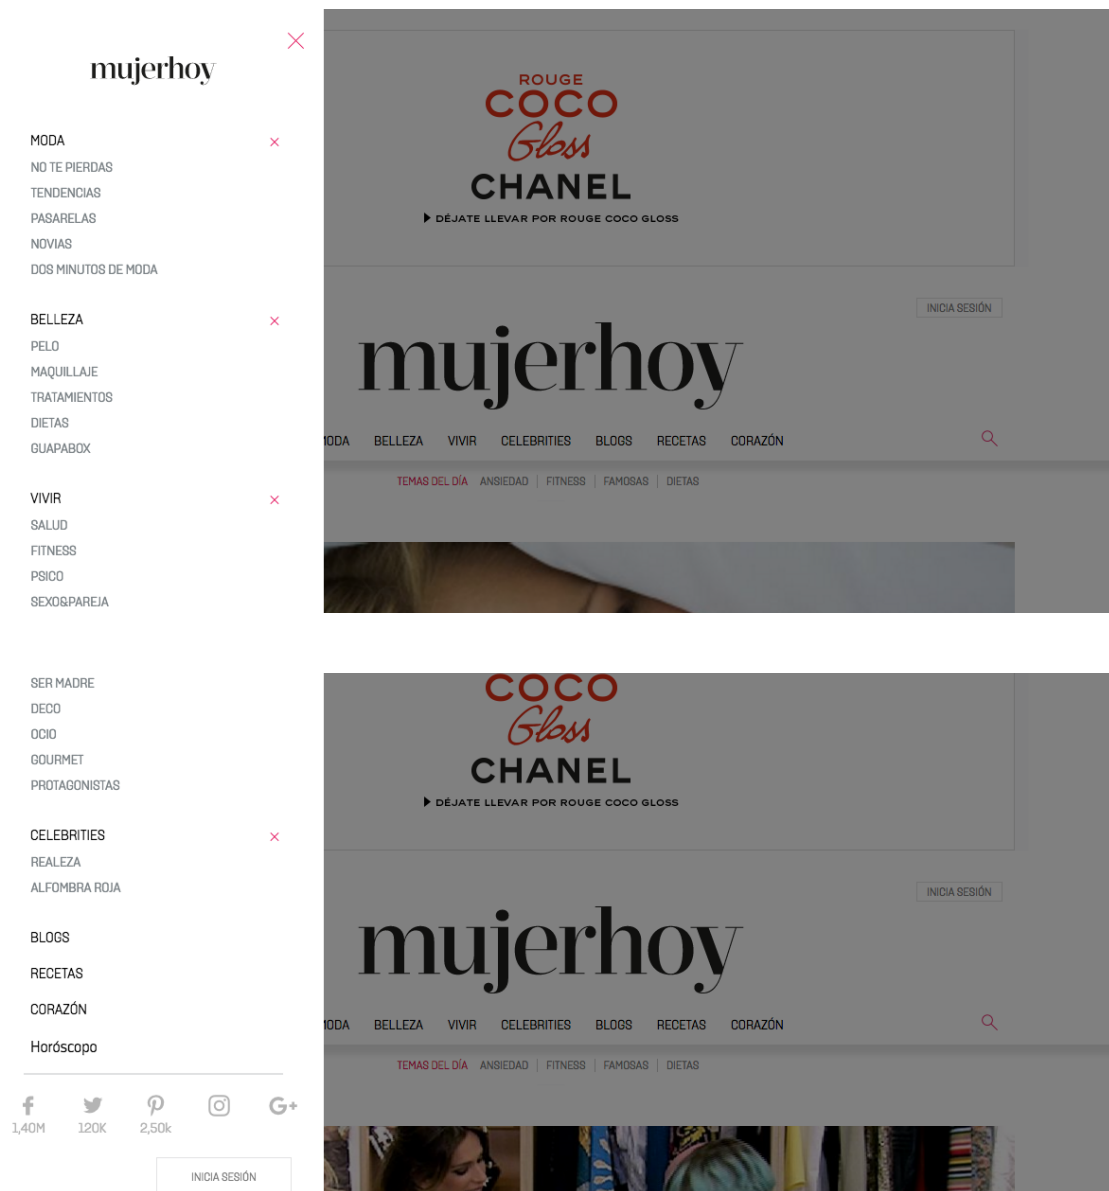 mujerhoy
MODA
NO TE PIERDAS
TENDENCIAS
PASARELAS
NOVIAS
DOS MINUTOS DE MODA
BELLEZA
PELO
MAQUILLAJE
TRATAMIENTOS
DIETAS
GUAPABOX
VIVIR
SALUD
FITNESS
PSICO
SEXO&PAREJA
ROUGE
COCO
Gloss
CHANEL
DÉJATE LLEVAR POR ROUGE COCO GLOSS
INICIA SESIÓN
mujerhoy
MODA BELLEZA VIVIR CELEBRITIES BLOGS RECETAS CORAZÓN
TEMAS DEL DÍA ANSIEDAD | FITNESS | FAMOSAS | DIETAS
SER MADRE
DECO
OCIO
GOURMET
PROTAGONISTAS
CELEBRITIES
REALEZA
ALFOMBRA ROJA
BLOGS
RECETAS
CORAZÓN
Horóscopo
1,40M 120K 2,50k
INICIA SESIÓN
COCO
Gloss
CHANEL
DÉJATE LLEVAR POR ROUGE COCO GLOSS
INICIA SESIÓN
mujerhoy
MODA BELLEZA VIVIR CELEBRITIES BLOGS RECETAS CORAZÓN
TEMAS DEL DÍA ANSIEDAD | FITNESS | FAMOSAS | DIETAS